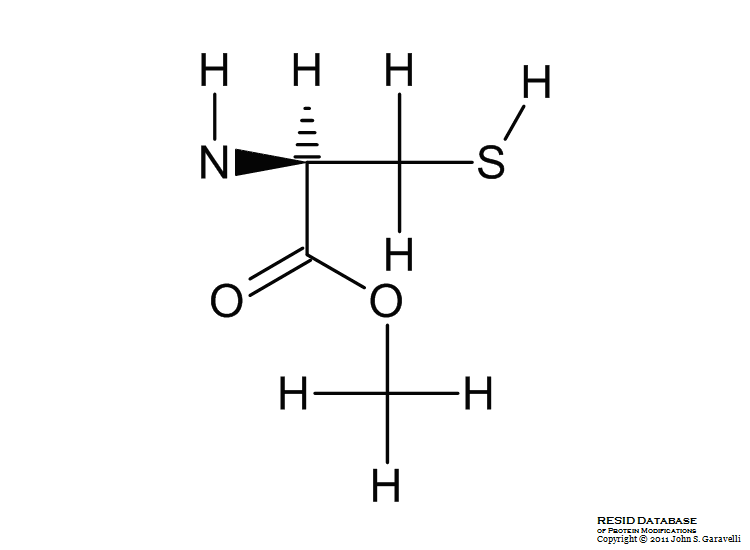 H H H H
N S
H
O O
H H
H
RESID DATABASE
OF PROTEIN MODIFICATIONS
Copyright © 2011 John S. Garavelli